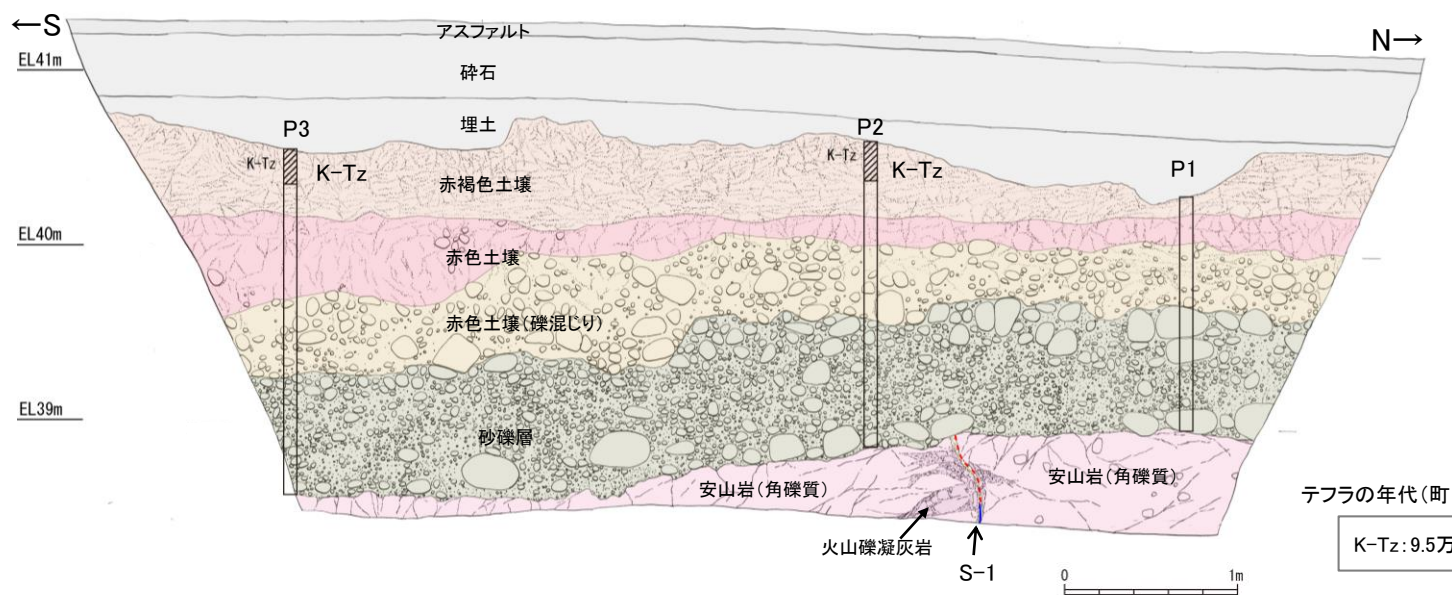 ←S
アスファルト
N→
EL41m
砕石
P3
埋土
P2
K-Tz
K-Tz
K-Tz
K-Tz
P1
赤褐色土壌
EL40m
赤色土壌
赤色土壌(礫混じり)
EL39m
砂礫層
安山岩(角礫質)
安山岩(角礫質)
テフラの年代(町
火山礫凝灰岩
K-Tz:9.5万
S-1
0
1m